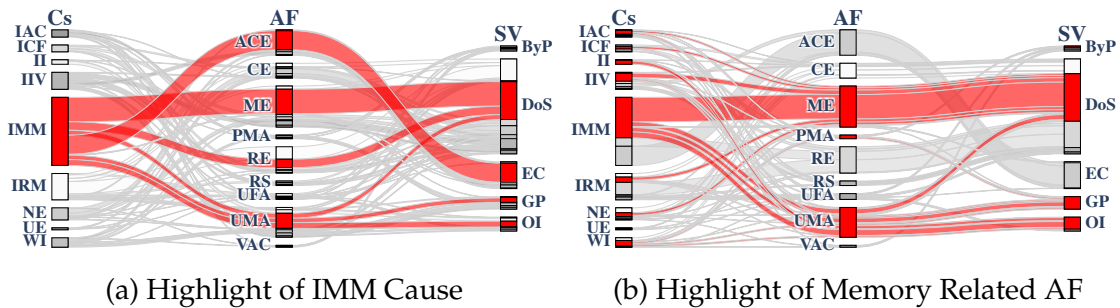 Cs AF SV
IAC
ICF
II
IIV
IMM
IRM
NE
UE
WI
ACE
CE
ME
PMA
RE
RS
UFA
UMA
VAC
ByP
DoS
EC
GP
OI
(a) Highlight of IMM Cause
Cs AF SV
IAC
ICF
II
IIV
IMM
IRM
NE
UE
WI
ACE
CE
ME
PMA
RE
RS
UFA
UMA
VAC
ByP
DoS
EC
GP
OI
(b) Highlight of Memory Related AF